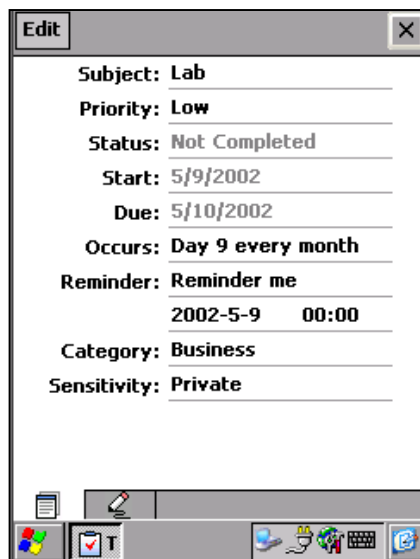 Edit
Subject: Lab
Priority: Low
Status: Not Completed
Start: 5/9/2002
Due: 5/10/2002
Occurs: Day 9 every month
Reminder: Reminder me
2002-5-9 00:00
Category: Business
Sensitivity: Private
T